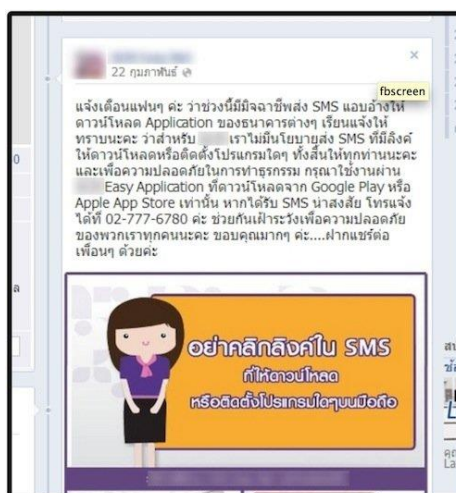 22 กุมภาพันธ์
fbscreen
แจ้งเตือนแฟนๆ ค่ะ ว่าช่วงนี้มีมิจฉาชีพส่ง SMS แอบอ้างให้
ดาวน์โหลด Application ของธนาคารต่างๆ เรียนแจ้งให้
ทราบนะคะ ว่าสำหรับ เราไม่มีนโยบายส่ง SMS ที่มีลิงค์
ให้ดาวน์โหลดหรือติดตั้งโปรแกรมใดๆ ทั้งสิ้นให้ทุกท่านนะคะ
และเพื่อความปลอดภัยในการทำธุรกรรม กรุณาใช้งานผ่าน
Easy Application ที่ดาวน์โหลดจาก Google Play หรือ
Apple App Store เท่านั้น หากได้รับ SMS น่าสงสัย โทรแจ้ง
ได้ที่ 02-777-6780 ค่ะ ช่วยกันเฝ้าระวังเพื่อความปลอดภัย
ของพวกเราทุกคนนะคะ ขอบคุณมากๆ ค่ะ....ฝากแชร์ต่อ
เพื่อนๆ ด้วยค่ะ
อย่าคลิกลิงค์ใน SMS
ที่ให้ดาวน์โหลด
หรือติดตั้งโปรแกรมใดๆบนมือถือ